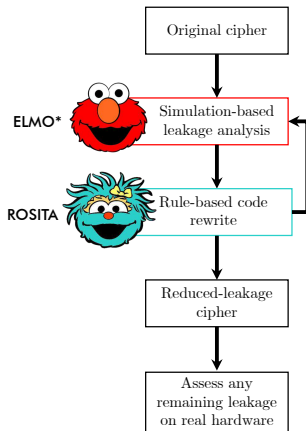 Original cipher
ELMO*
Simulation-based
leakage analysis
ROSITA
Rule-based code
rewrite
Reduced-leakage
cipher
Assess any
remaining leakage
on real hardware